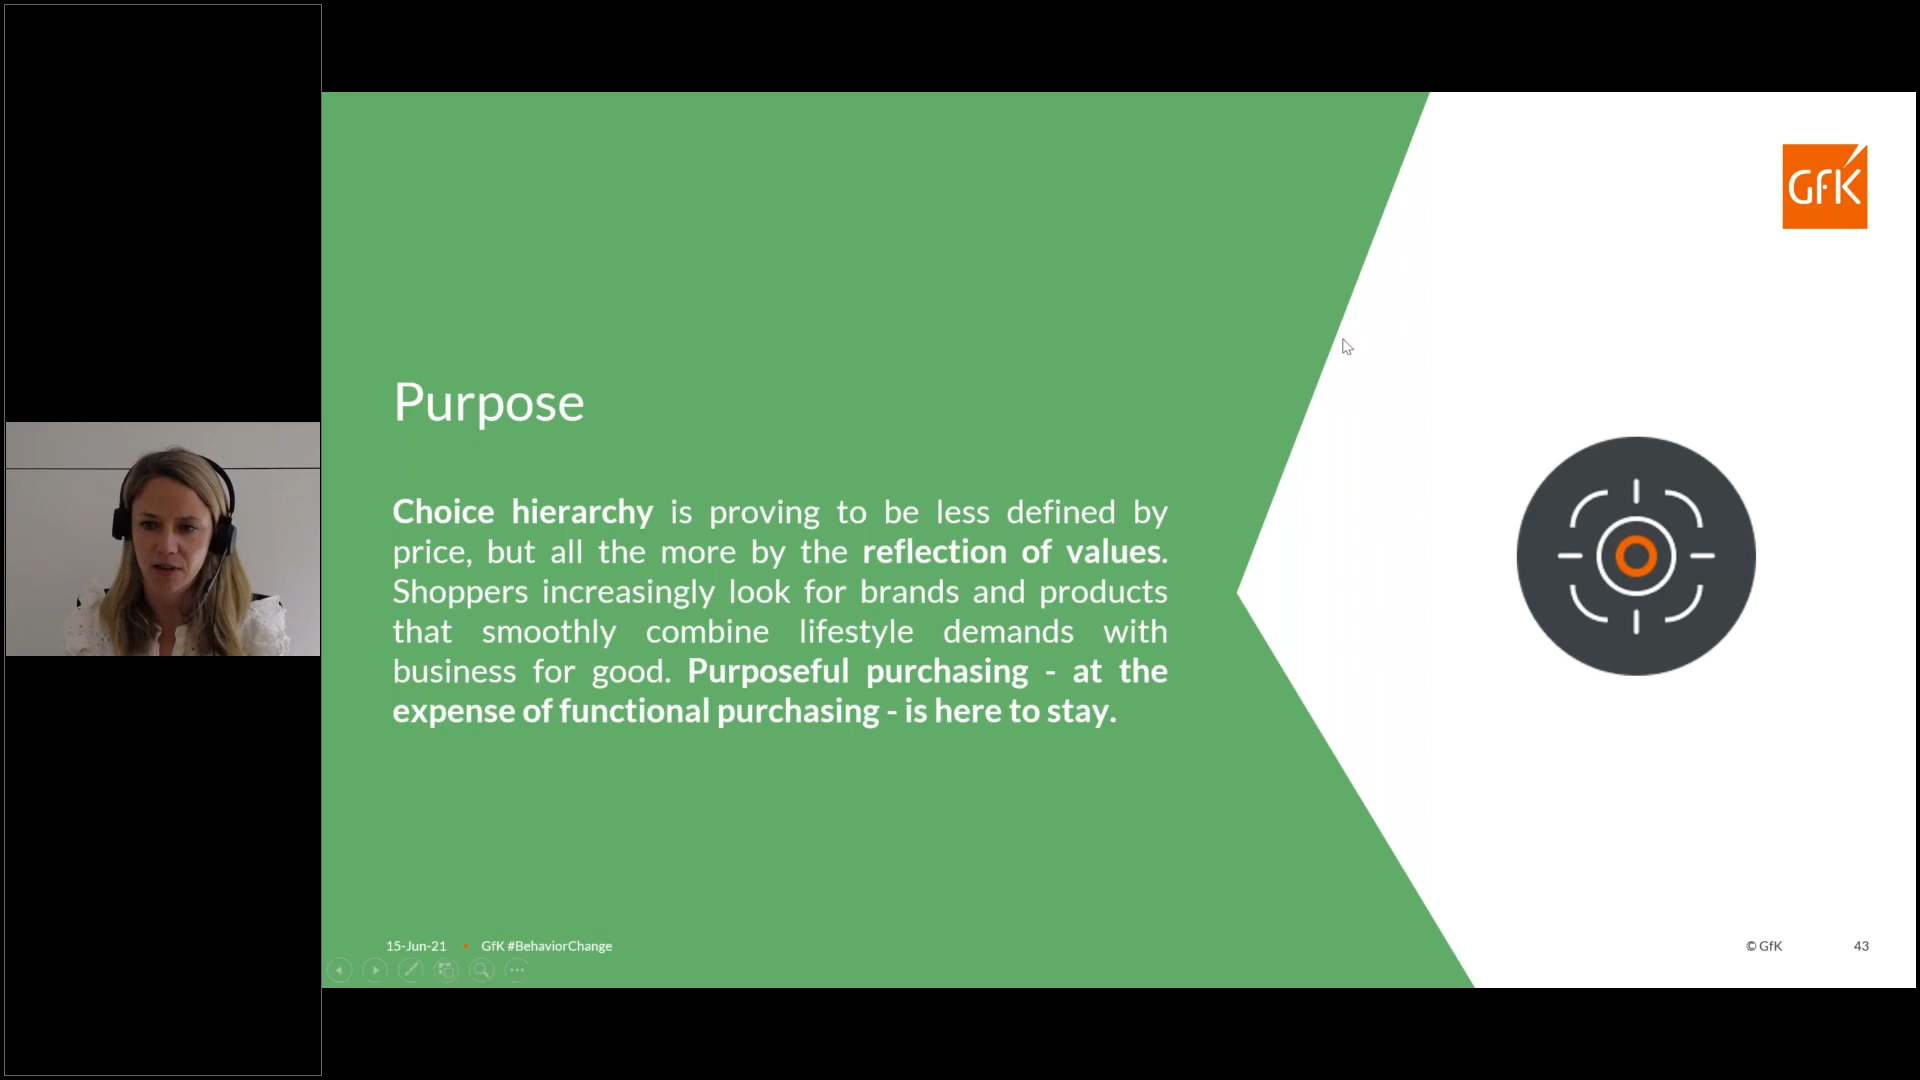 GfK
Purpose
Choice hierarchy is proving to be less defined by
price, but all the more by the reflection of values.
Shoppers increasingly look for brands and products
that smoothly combine lifestyle demands with
business for good. Purposeful purchasing - at the
expense of functional purchasing - is here to stay.
15-Jun-21 • GfK #BehaviorChange
© GfK 43